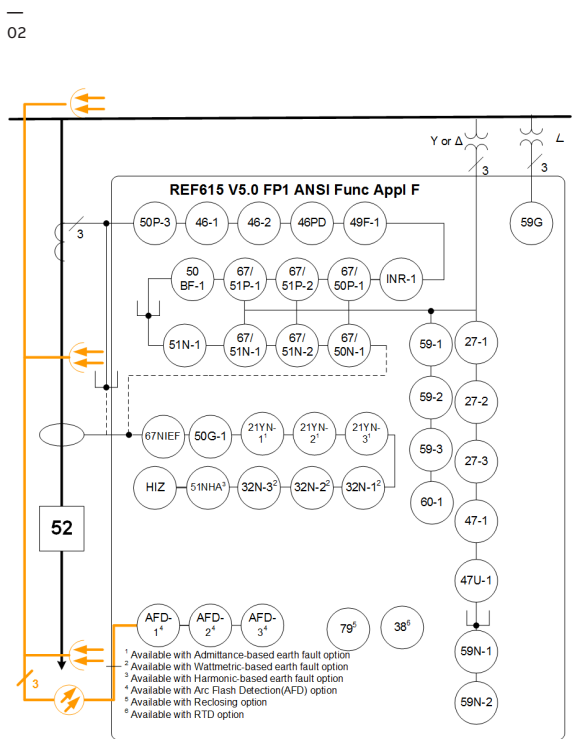 —
02
Y or Δ
3
3
REF615 V5.0 FP1 ANSI Func Appl F
3
50P-3
46-1
46-2
46PD
49F-1
59G
50
BF-1
67/
51P-1
67/
51P-2
67/
50P-1
INR-1
51N-1
67/
51N-1
67/
51N-2
67/
50N-1
59-1
27-1
59-2
27-2
67NIEF
50G-1
21YN-
1¹
21YN-
2¹
21YN-
3¹
59-3
27-3
HIZ
51NHA³
32N-3²
32N-2²
32N-1²
60-1
52
47-1
47U-1
AFD-
1⁴
AFD-
2⁴
AFD-
3⁴
79⁵
38⁶
59N-1
59N-2
3
¹ Available with Admittance-based earth fault option
² Available with Wattmetric-based earth fault option
³ Available with Harmonic-based earth fault option
⁴ Available with Arc Flash Detection(AFD) option
⁵ Available with Reclosing option
⁶ Available with RTD option